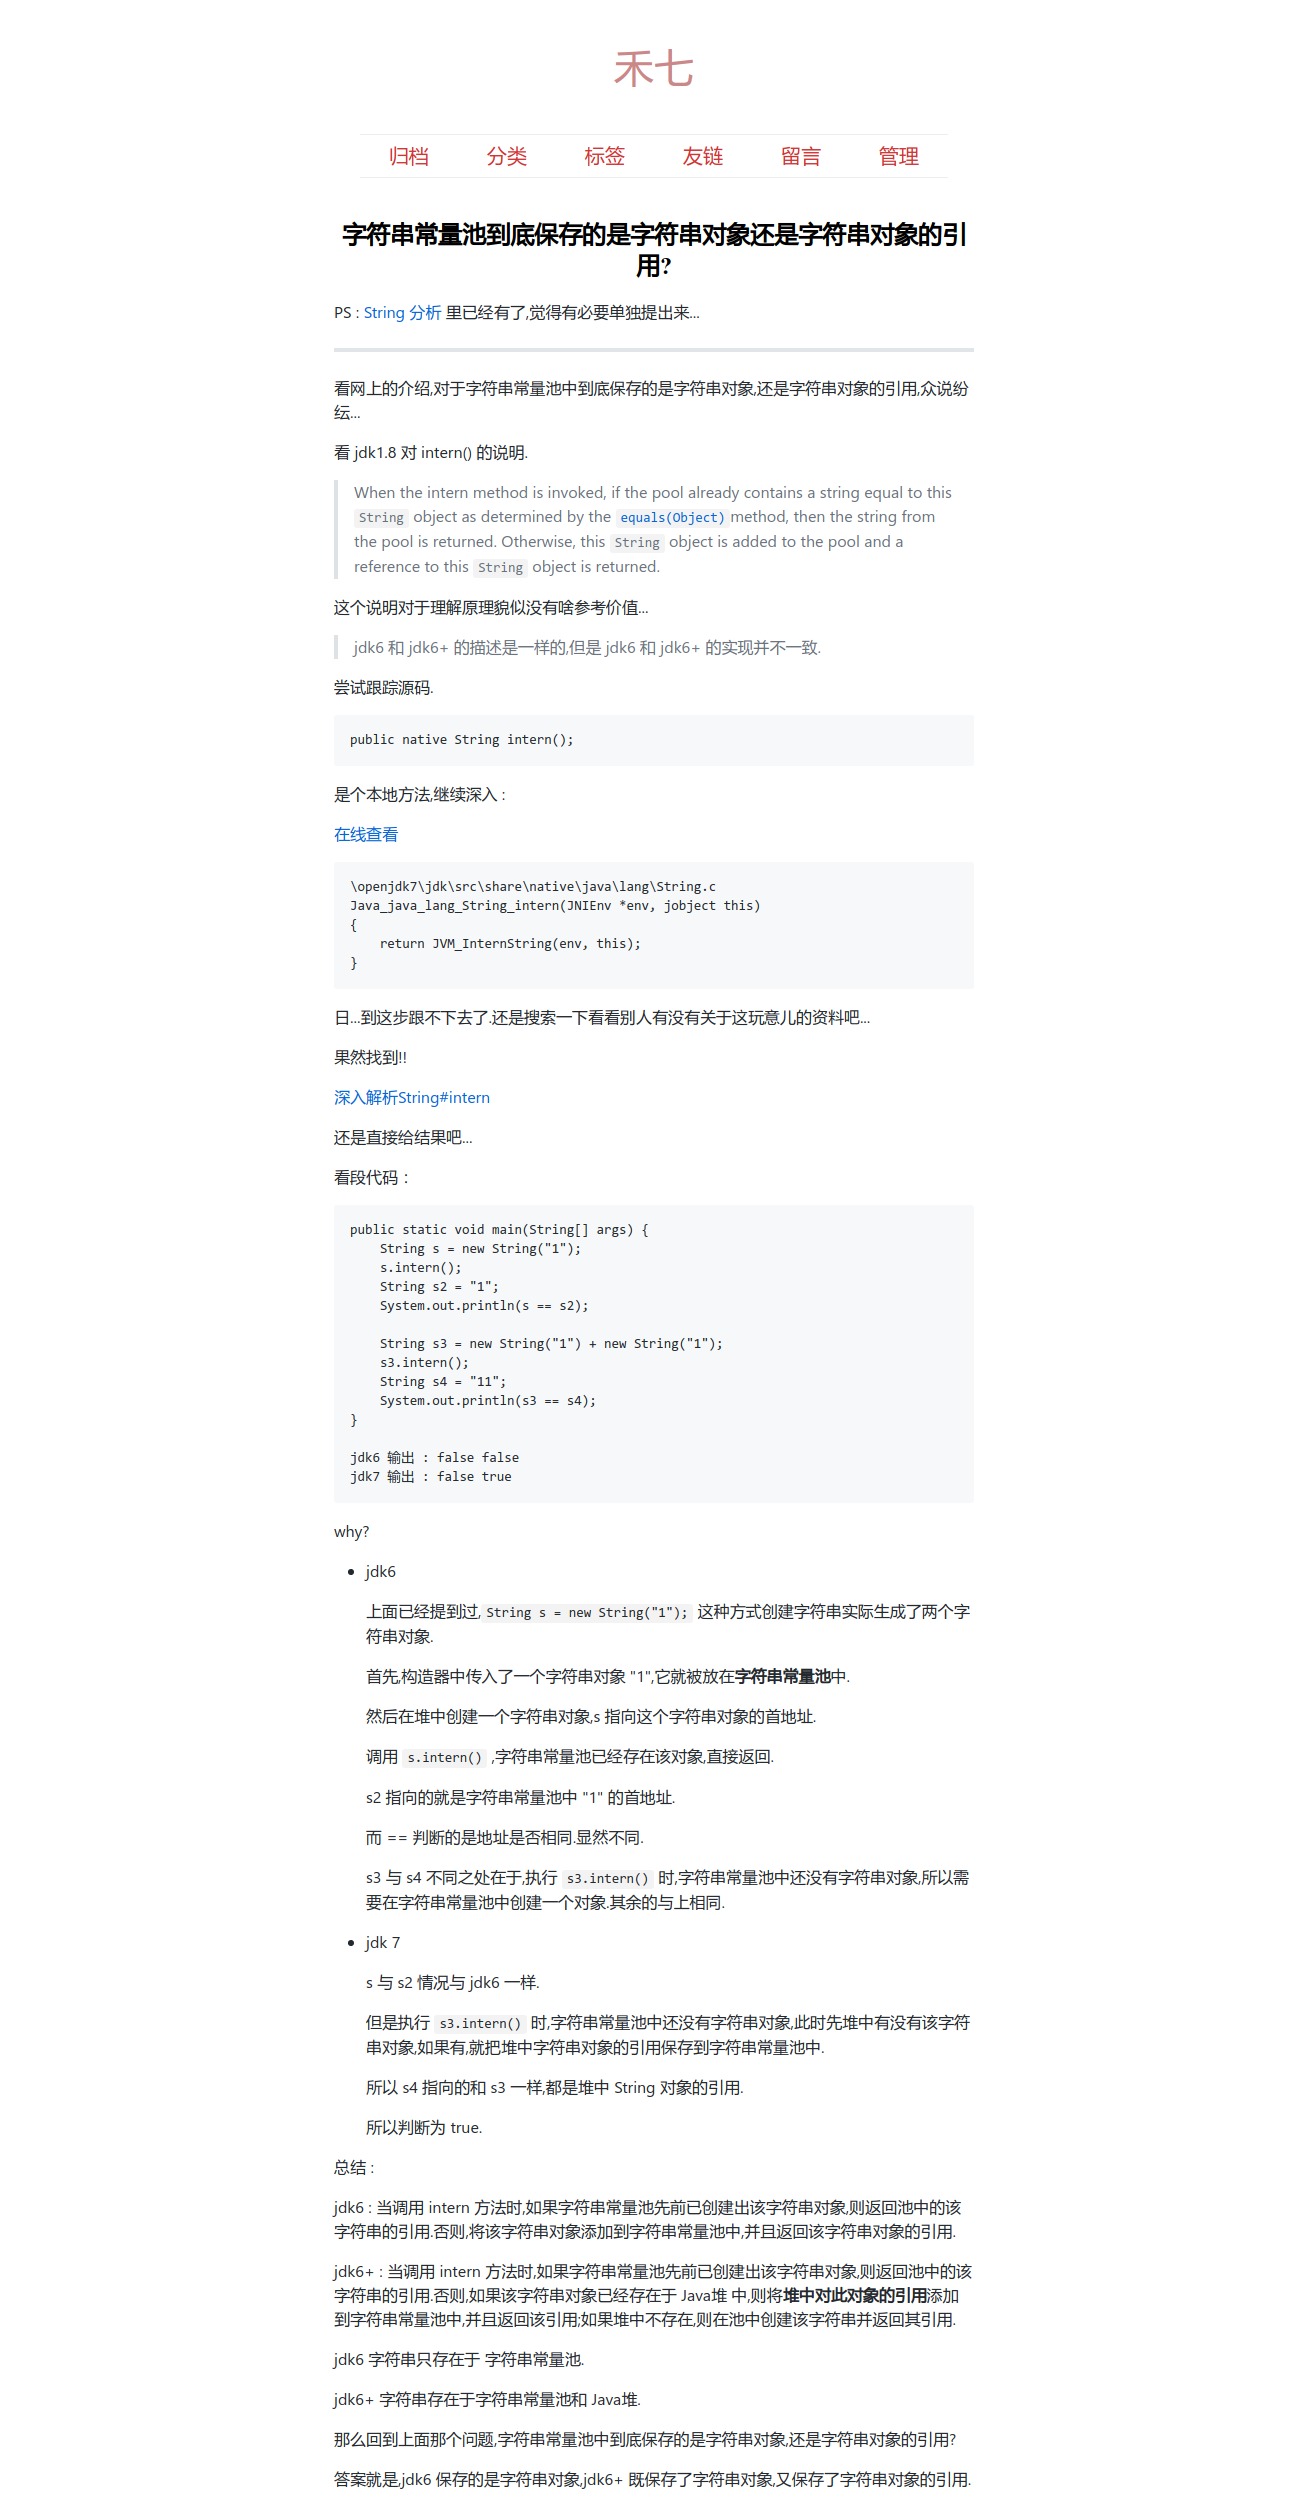 禾七
归档 分类 标签 友链 留言 管理
字符串常量池到底保存的是字符串对象还是字符串对象的引
用?
PS : String 分析 里已经有了,觉得有必要单独提出来...
看网上的介绍,对于字符串常量池中到底保存的是字符串对象,还是字符串对象的引用,众说纷
纭...
看 jdk1.8 对 intern() 的说明.
When the intern method is invoked, if the pool already contains a string equal to this
String object as determined by the equals(Object) method, then the string from
the pool is returned. Otherwise, this String object is added to the pool and a
reference to this String object is returned.
这个说明对于理解原理貌似没有啥参考价值...
jdk6 和 jdk6+ 的描述是一样的,但是 jdk6 和 jdk6+ 的实现并不一致.
尝试跟踪源码.
public native String intern();
是个本地方法,继续深入 :
在线查看
\openjdk7\jdk\src\share\native\java\lang\String.c
Java_java_lang_String_intern(JNIEnv *env, jobject this)
{
    return JVM_InternString(env, this);
}
日...到这步跟不下去了.还是搜索一下看看别人有没有关于这玩意儿的资料吧...
果然找到!!
深入解析String#intern
还是直接给结果吧...
看段代码：
public static void main(String[] args) {
    String s = new String("1");
    s.intern();
    String s2 = "1";
    System.out.println(s == s2);
    String s3 = new String("1") + new String("1");
    s3.intern();
    String s4 = "11";
    System.out.println(s3 == s4);
}
jdk6 输出 : false false
jdk7 输出 : false true
why?
• jdk6
上面已经提到过, String s = new String("1"); 这种方式创建字符串实际生成了两个字
符串对象.
首先,构造器中传入了一个字符串对象 "1",它就被放在字符串常量池中.
然后在堆中创建一个字符串对象,s 指向这个字符串对象的首地址.
调用 s.intern() ,字符串常量池已经存在该对象,直接返回.
s2 指向的就是字符串常量池中 "1" 的首地址.
而 == 判断的是地址是否相同.显然不同.
s3 与 s4 不同之处在于,执行 s3.intern() 时,字符串常量池中还没有字符串对象,所以需
要在字符串常量池中创建一个对象.其余的与上相同.
• jdk 7
s 与 s2 情况与 jdk6 一样.
但是执行 s3.intern() 时,字符串常量池中还没有字符串对象,此时先堆中有没有该字符
串对象,如果有,就把堆中字符串对象的引用保存到字符串常量池中.
所以 s4 指向的和 s3 一样,都是堆中 String 对象的引用.
所以判断为 true.
总结 :
jdk6 : 当调用 intern 方法时,如果字符串常量池先前已创建出该字符串对象,则返回池中的该
字符串的引用.否则,将该字符串对象添加到字符串常量池中,并且返回该字符串对象的引用.
jdk6+ : 当调用 intern 方法时,如果字符串常量池先前已创建出该字符串对象,则返回池中的该
字符串的引用.否则,如果该字符串对象已经存在于 Java堆 中,则将堆中对此对象的引用添加
到字符串常量池中,并且返回该引用;如果堆中不存在,则在池中创建该字符串并返回其引用.
jdk6 字符串只存在于 字符串常量池.
jdk6+ 字符串存在于字符串常量池和 Java堆.
那么回到上面那个问题,字符串常量池中到底保存的是字符串对象,还是字符串对象的引用?
答案就是,jdk6 保存的是字符串对象,jdk6+ 既保存了字符串对象,又保存了字符串对象的引用.